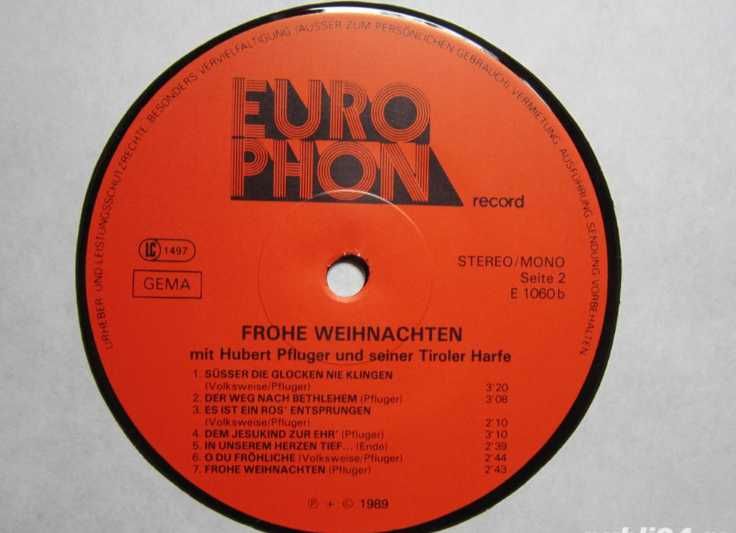 URHEBER- UND LEISTUNGSSCHUTZRECHTE, BESONDERS VERVIELFÄLTIGUNG (AUSSER ZUM PERSÖNLICHEN GEBRAUCH), VERMIETUNG, AUSFÜHRUNG, SENDUNG VORBEHALTEN.
EURO
PHON
record
LC 1497
GEMA
STEREO/MONO
Seite 2
E 1060 b
FROHE WEIHNACHTEN
mit Hubert Pfluger und seiner Tiroler Harfe
1. SÜSSER DIE GLOCKEN NIE KLINGEN
(Volksweise/Pfluger) 3'20
2. DER WEG NACH BETHLEHEM (Pfluger) 3'08
3. ES IST EIN ROS' ENTSPRUNGEN
(Volksweise/Pfluger) 2'10
4. DEM JESUKIND ZUR EHR' (Pfluger) 3'10
5. IN UNSEREM HERZEN TIEF... (Ende) 2'39
6. O DU FRÖHLICHE (Volksweise/Pfluger) 2'44
7. FROHE WEIHNACHTEN (Pfluger) 2'43
Ⓟ + © 1989